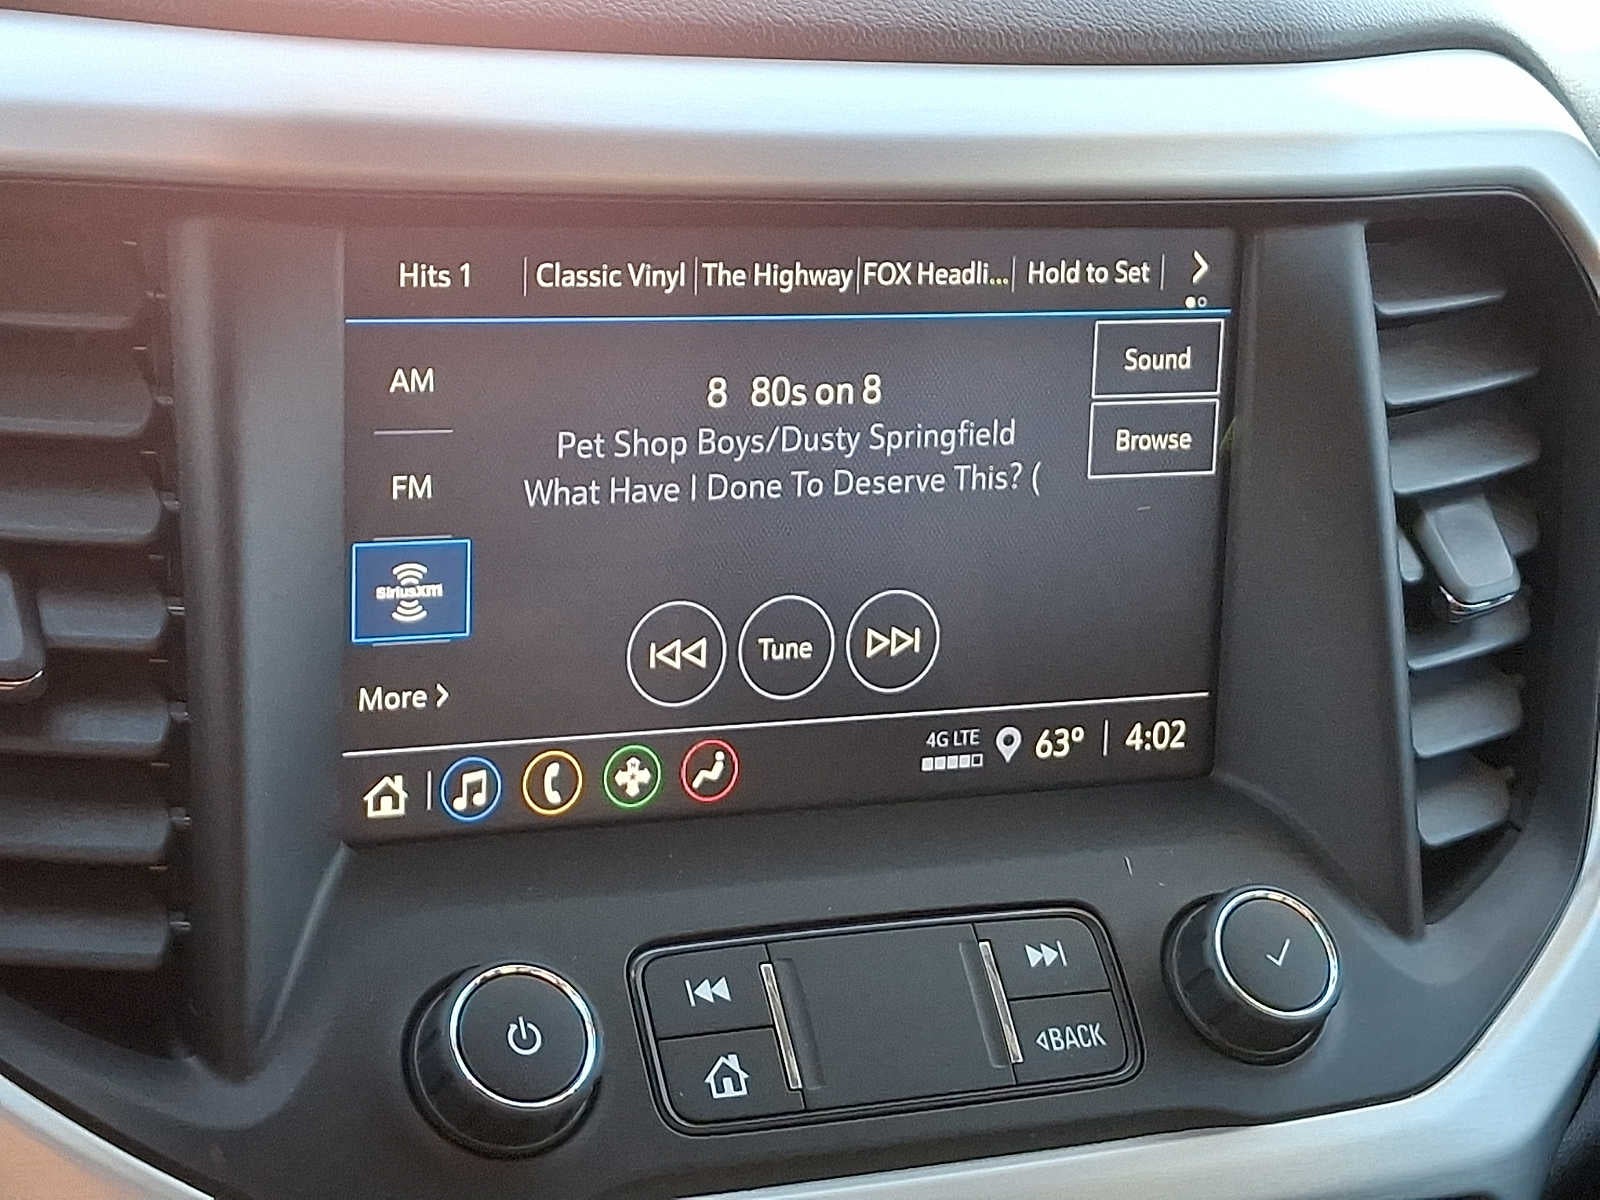 Hits 1 Classic Vinyl The Highway FOX Headli... Hold to Set
Sound
AM
8 80s on 8
Pet Shop Boys/Dusty Springfield
Browse
FM
What Have I Done To Deserve This? (
SiriusXM
Tune
More
4G LTE 63° 4:02
BACK